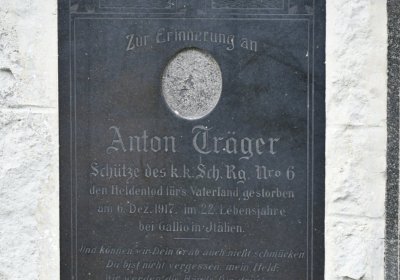 Zur Erinnerung an
Anton Träger
Schütze des k.k. Sch. Rg. Nro 6
den Heldentod für's Vaterland gestorben
am 6. Dez. 1917. im 22. Lebensjahre
bei Gallio in Italien.
Und können wir Dein Grab auch nicht schmücken
Du bist nicht vergessen, mein Held;